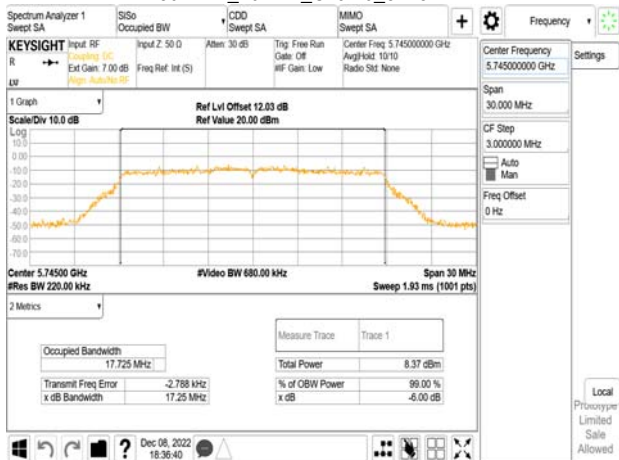 Spectrum Analyzer 1
Swept SA
SiSo
Occupied BW
CDD
Swept SA
MIMO
Swept SA
Frequency
KEYSIGHT
R
Input: RF
Coupling: DC
Ext Gain: 7.00 dB
Align: Auto/No RF
Input Z: 50 Ω
Freq Ref: Int (S)
Atten: 30 dB
Trig: Free Run
Gate: Off
#IF Gain: Low
Center Freq: 5.745000000 GHz
Avg|Hold: 10/10
Radio Std: None
Center Frequency
5.745000000 GHz
Settings
Span
30.000 MHz
CF Step
3.000000 MHz
Auto
Man
Freq Offset
0 Hz
1 Graph
Scale/Div 10.0 dB
Ref Lvl Offset 12.03 dB
Ref Value 20.00 dBm
Log
10.0
0.00
-10.0
-20.0
-30.0
-40.0
-50.0
-60.0
-70.0
Center 5.74500 GHz
#Res BW 220.00 kHz
#Video BW 680.00 kHz
Span 30 MHz
Sweep 1.93 ms (1001 pts)
2 Metrics
Measure Trace
Trace 1
Occupied Bandwidth
17.725 MHz
Total Power
8.37 dBm
Transmit Freq Error
-2.788 kHz
% of OBW Power
99.00 %
x dB Bandwidth
17.25 MHz
x dB
-6.00 dB
Local
Prototype
Limited
Sale
Allowed
Dec 08, 2022
18:36:40